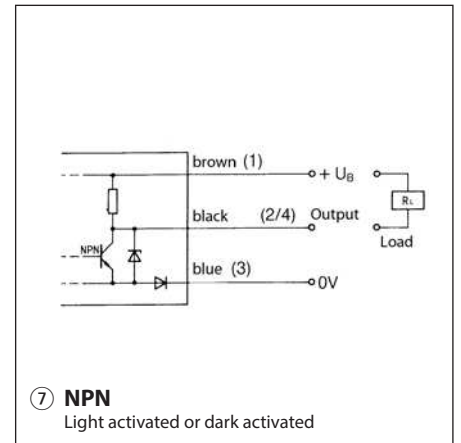 brown (1)
+ UB
RL
black (2/4) Output
Load
NPN
blue (3)
0V
⑦ NPN
Light activated or dark activated